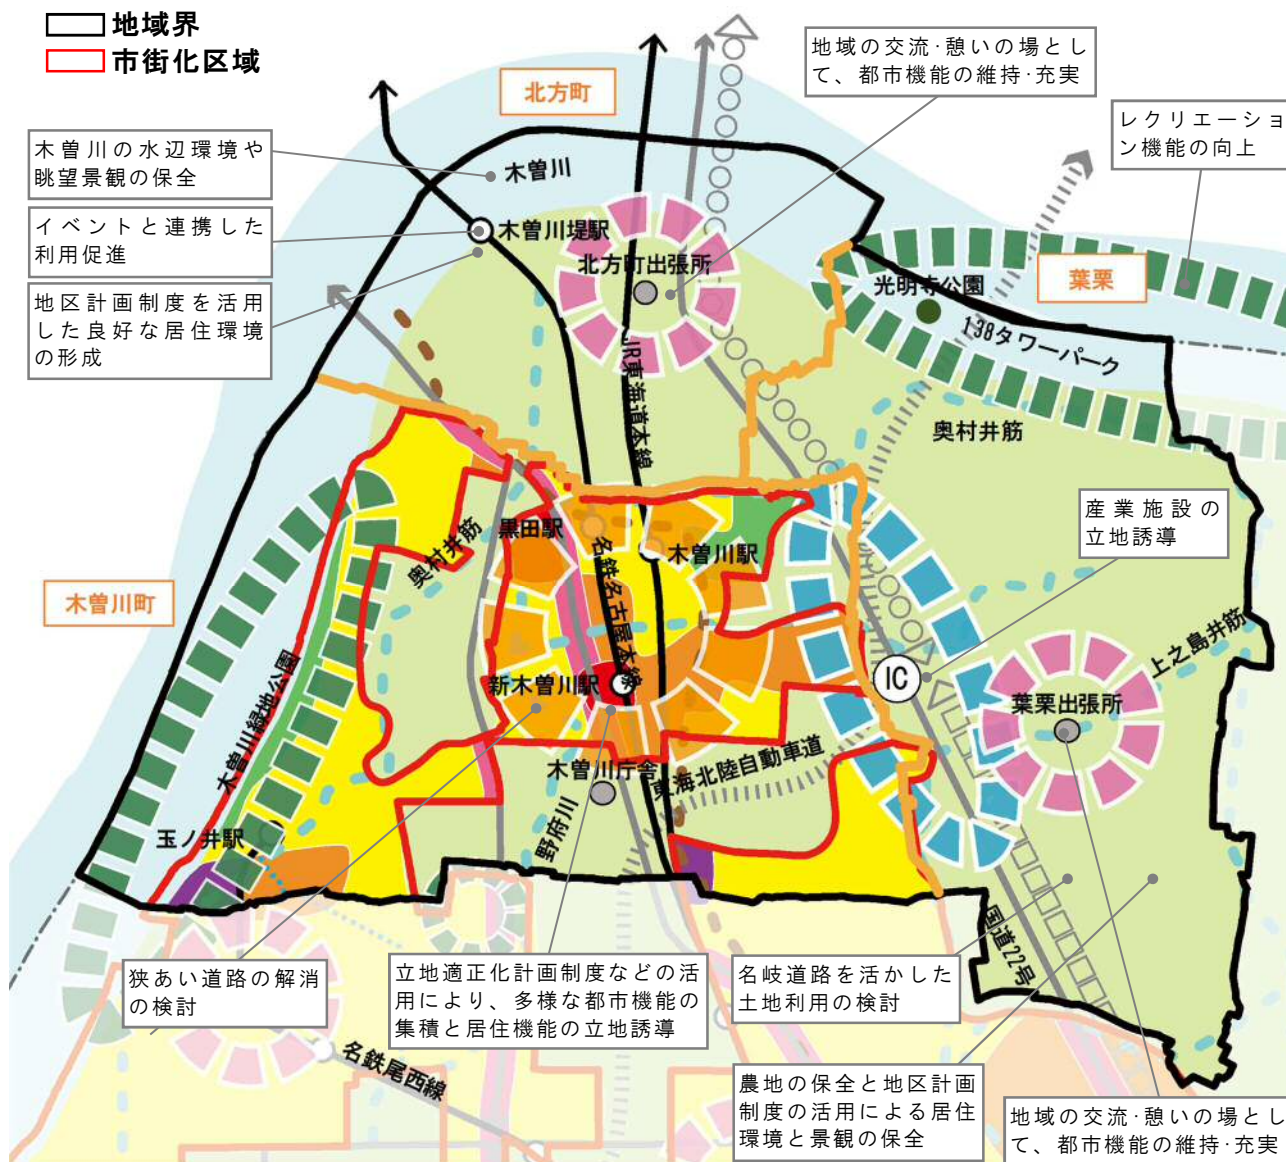 地域界
市街化区域
地域の交流･憩いの場とし
て、都市機能の維持･充実
北方町
レクリエーショ
ン機能の向上
木曽川の水辺環境や
眺望景観の保全
木曽川
イベントと連携した
利用促進
木曽川堤駅
北方町出張所
光明寺公園
葉栗
地区計画制度を活用
した良好な居住環境
の形成
138タワーパーク
JR東海道本線
奥村井筋
産業施設の
立地誘導
黒田駅
奥村井筋
名鉄名古屋本線
木曽川駅
木曽川町
上之島井筋
IC
新木曽川駅
葉栗出張所
木曽川緑地公園
木曽川庁舎
東海北陸自動車道
野府川
玉ノ井駅
国道22号
狭あい道路の解消
の検討
立地適正化計画制度などの活
用により、多様な都市機能の
集積と居住機能の立地誘導
名岐道路を活かした
土地利用の検討
名鉄尾西線
農地の保全と地区計画
制度の活用による居住
環境と景観の保全
地域の交流･憩いの場とし
て、都市機能の維持･充実